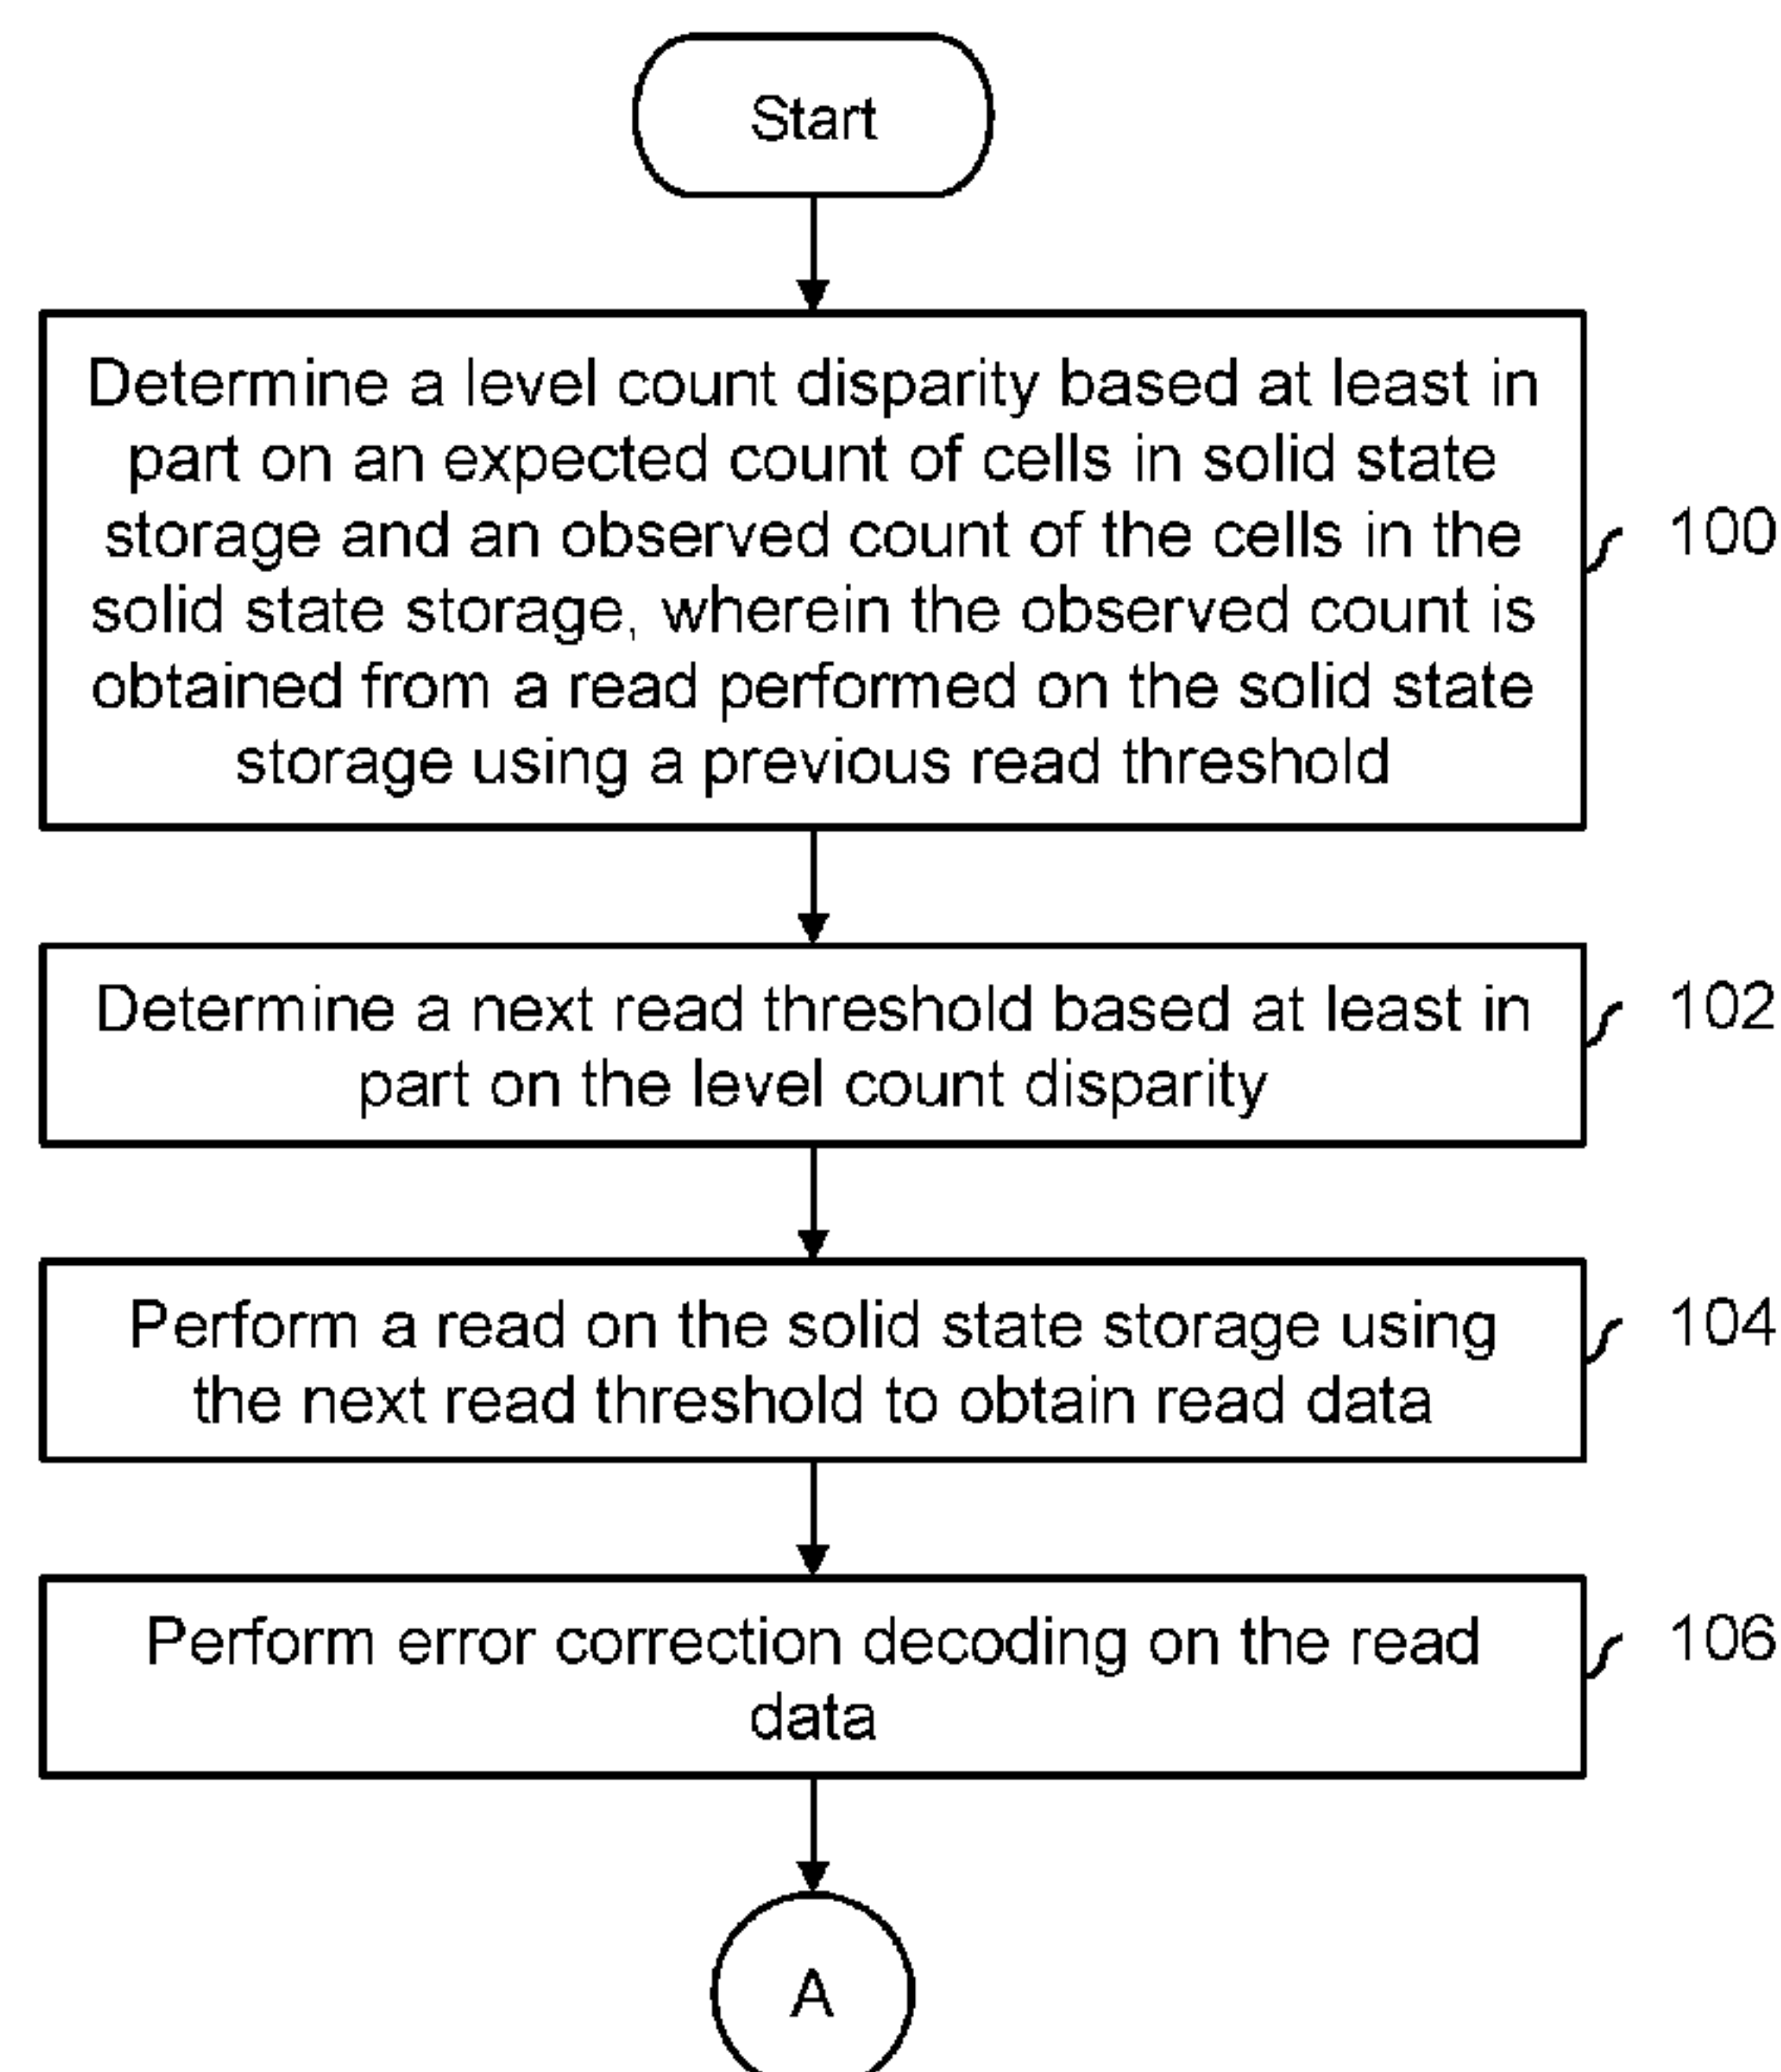 Start
Determine a level count disparity based at least in
part on an expected count of cells in solid state
storage and an observed count of the cells in the
solid state storage, wherein the observed count is
obtained from a read performed on the solid state
storage using a previous read threshold
100
Determine a next read threshold based at least in
part on the level count disparity
102
Perform a read on the solid state storage using
the next read threshold to obtain read data
104
Perform error correction decoding on the read
data
106
A